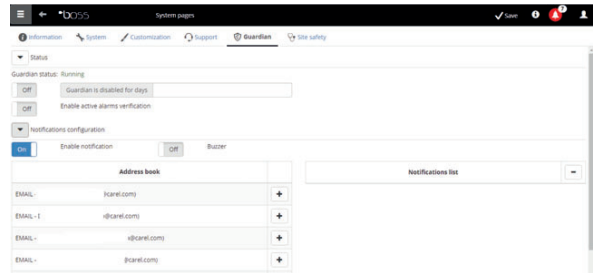 boss
System pages
Save
7
Information
System
Customization
Support
Guardian
Site safety
Status
Guardian status: Running
Off
Guardian is disabled for days
Off
Enable active alarms verification
Notifications configuration
On
Enable notification
Off
Buzzer
Address book
Notifications list
EMAIL -
carel.com)
EMAIL - I
@carel.com)
EMAIL -
@carel.com)
EMAIL -
carel.com)